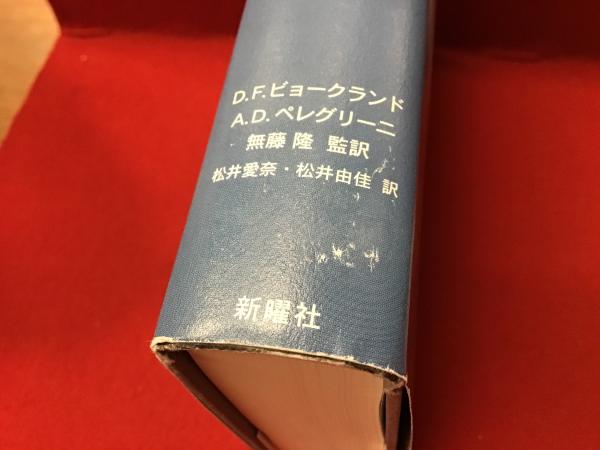 D.F.ビョークランド
A.D.ペレグリーニ
無藤 隆 監訳
松井愛奈・松井由佳 訳
新曜社